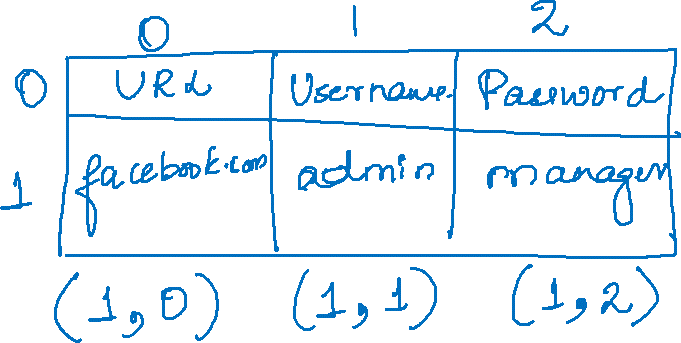 0 1 2
0 URL Username Password
1 facebook.com admin manager
(1,0) (1,1) (1,2)